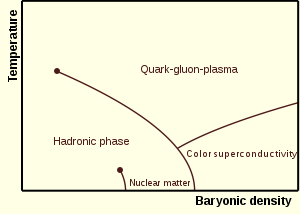 Temperature
Quark-gluon-plasma
Hadronic phase
Color superconductivity
Nuclear matter
Baryonic density